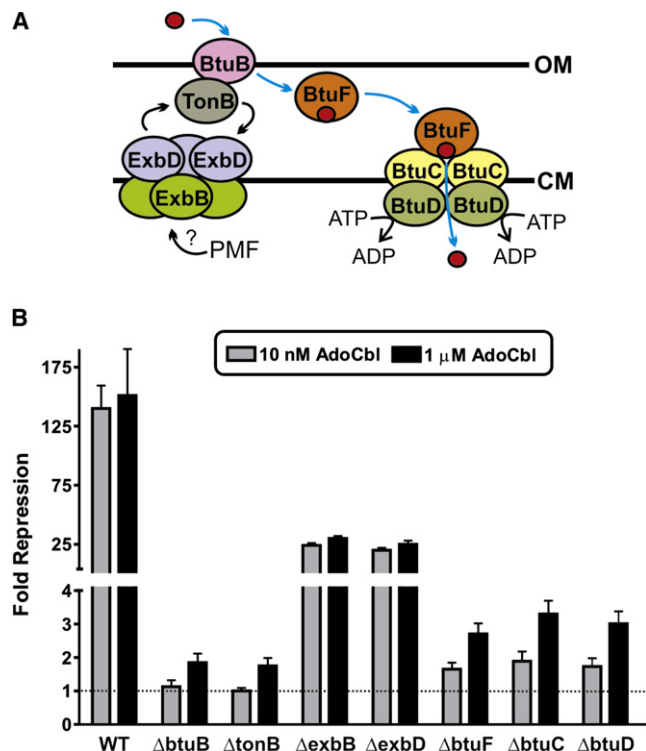 A
BtuB
OM
TonB
BtuF
BtuF
ExbD
ExbD
BtuC
BtuC
CM
ExbB
BtuD
BtuD
ATP
ATP
?
PMF
ADP
ADP
B
10 nM AdoCbl
1 μM AdoCbl
Fold Repression
175
125
75
25
4
3
2
1
0
WT
ΔbtuB
ΔtonB
ΔexbB
ΔexbD
ΔbtuF
ΔbtuC
ΔbtuD